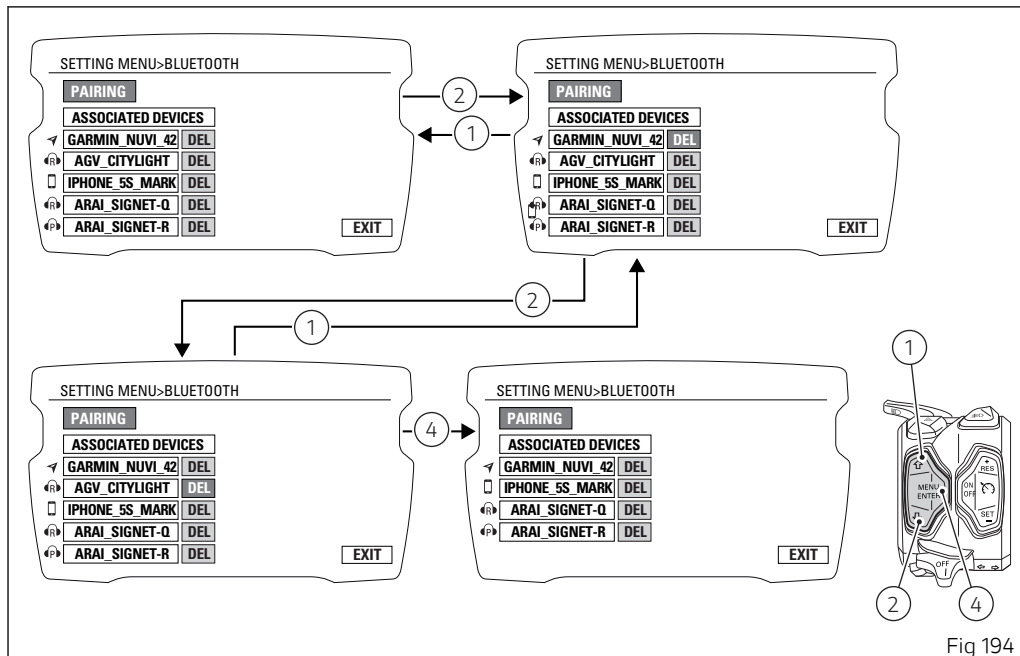 SETTING MENU>BLUETOOTH
PAIRING
ASSOCIATED DEVICES
GARMIN_NUVI_42 DEL
R AGV_CITYLIGHT DEL
IPHONE_5S_MARK DEL
R ARAI_SIGNET-Q DEL
P ARAI_SIGNET-R DEL
EXIT
2
1
SETTING MENU>BLUETOOTH
PAIRING
ASSOCIATED DEVICES
GARMIN_NUVI_42 DEL
R AGV_CITYLIGHT DEL
IPHONE_5S_MARK DEL
R ARAI_SIGNET-Q DEL
P ARAI_SIGNET-R DEL
EXIT
2
1
SETTING MENU>BLUETOOTH
PAIRING
ASSOCIATED DEVICES
GARMIN_NUVI_42 DEL
R AGV_CITYLIGHT DEL
IPHONE_5S_MARK DEL
R ARAI_SIGNET-Q DEL
P ARAI_SIGNET-R DEL
EXIT
4
SETTING MENU>BLUETOOTH
PAIRING
ASSOCIATED DEVICES
GARMIN_NUVI_42 DEL
IPHONE_5S_MARK DEL
R ARAI_SIGNET-Q DEL
P ARAI_SIGNET-R DEL
EXIT
1
+
RES
MENU
ENTER
ON
OFF
SET
-
OFF
2
4
Fig 194